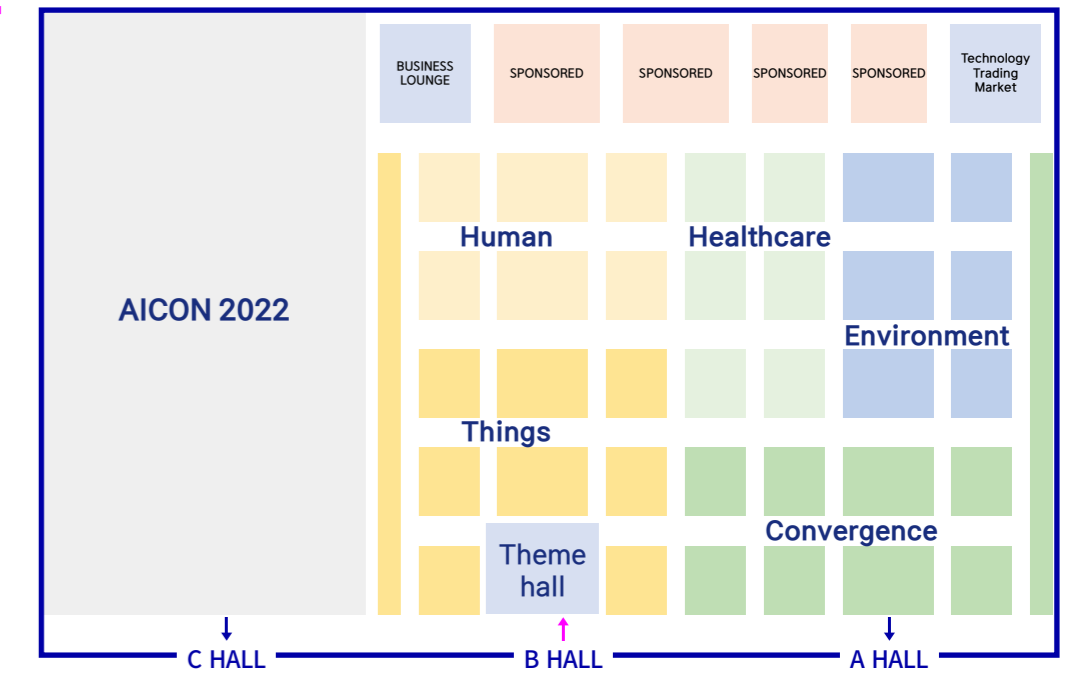 BUSINESS
LOUNGE
SPONSORED
SPONSORED
SPONSORED
SPONSORED
Technology
Trading
Market
Human
Healthcare
AICON 2022
Environment
Things
Convergence
Theme
hall
C HALL
B HALL
A HALL